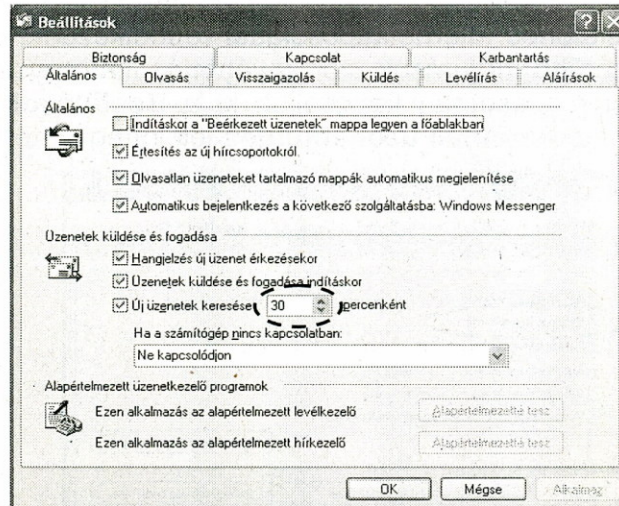 Beállítások
Biztonság Kapcsolat Karbantartás
Általános Olvasás Visszaigazolás Küldés Levélírás Aláírások
Általános
Indításkor a "Beérkezett üzenetek" mappa legyen a főablakban
Értesítés az új hírcsoportokról.
Olvasatlan üzeneteket tartalmazó mappák automatikus megjelenítése
Automatikus bejelentkezés a következő szolgáltatásba: Windows Messenger
Üzenetek küldése és fogadása
Hangjelzés új üzenet érkezésekor
Üzenetek küldése és fogadása indításkor
Új üzenetek keresése 30 percenként
Ha a számítógép nincs kapcsolatban:
Ne kapcsolódjon
Alapértelmezett üzenetkezelő programok
Ezen alkalmazás az alapértelmezett levélkezelő Alapértelmezetté tesz
Ezen alkalmazás az alapértelmezett hírkezelő Alapértelmezetté tesz
OK Mégse Alkalmaz